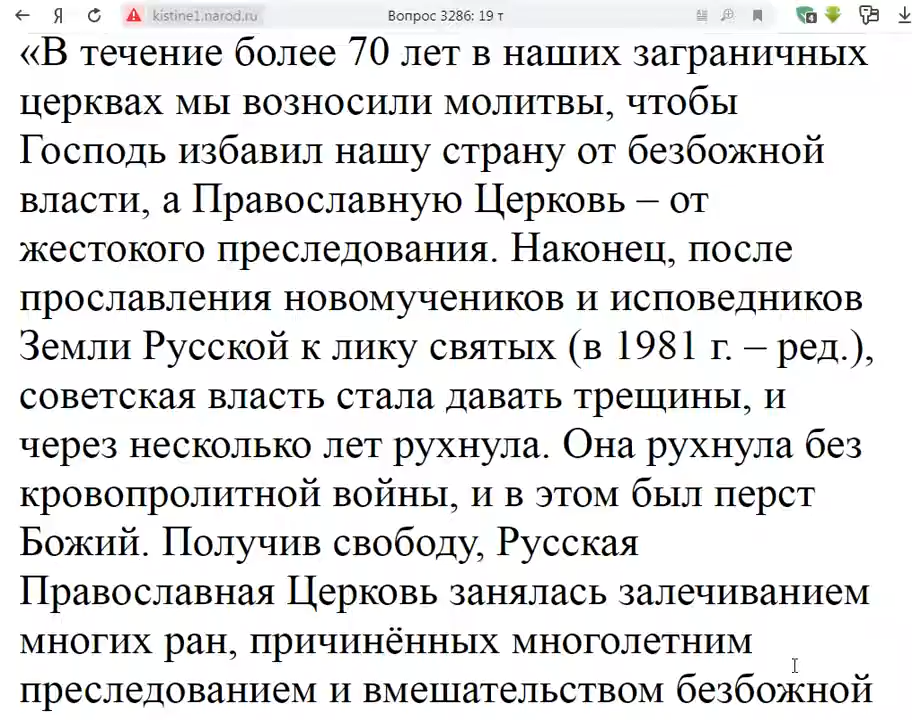 Я kistine1.narod.ru Вопрос 3286: 19 т 4
«В течение более 70 лет в наших заграничных
церквах мы возносили молитвы, чтобы
Господь избавил нашу страну от безбожной
власти, а Православную Церковь – от
жестокого преследования. Наконец, после
прославления новомучеников и исповедников
Земли Русской к лику святых (в 1981 г. – ред.),
советская власть стала давать трещины, и
через несколько лет рухнула. Она рухнула без
кровопролитной войны, и в этом был перст
Божий. Получив свободу, Русская
Православная Церковь занялась залечиванием
многих ран, причинённых многолетним
преследованием и вмешательством безбожной